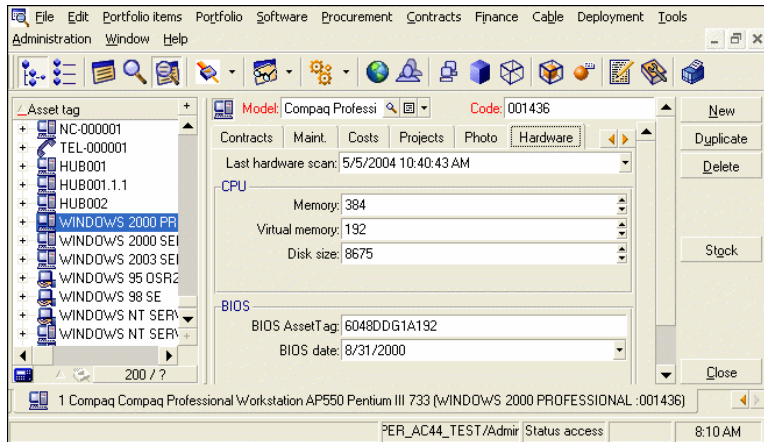 File Edit Portfolio items Portfolio Software Procurement Contracts Finance Cable Deployment Tools
Administration Window Help
Asset tag
NC-000001
TEL-000001
HUB001
HUB001.1.1
HUB002
WINDOWS 2000 PR
WINDOWS 2000 SE
WINDOWS 2003 SE
WINDOWS 95 OSR2
WINDOWS 98 SE
WINDOWS NT SERV
WINDOWS NT SERV
200 / ?
Model: Compaq Professi Code: 001436
Contracts Maint. Costs Projects Photo Hardware
Last hardware scan: 5/5/2004 10:40:43 AM
CPU
Memory: 384
Virtual memory: 192
Disk size: 8675
BIOS
BIOS AssetTag: 6048DDG1A192
BIOS date: 8/31/2000
New
Duplicate
Delete
Stock
Close
1 Compaq Compaq Professional Workstation AP550 Pentium III 733 (WINDOWS 2000 PROFESSIONAL :001436)
PER_AC44_TEST/Admir Status access 8:10 AM